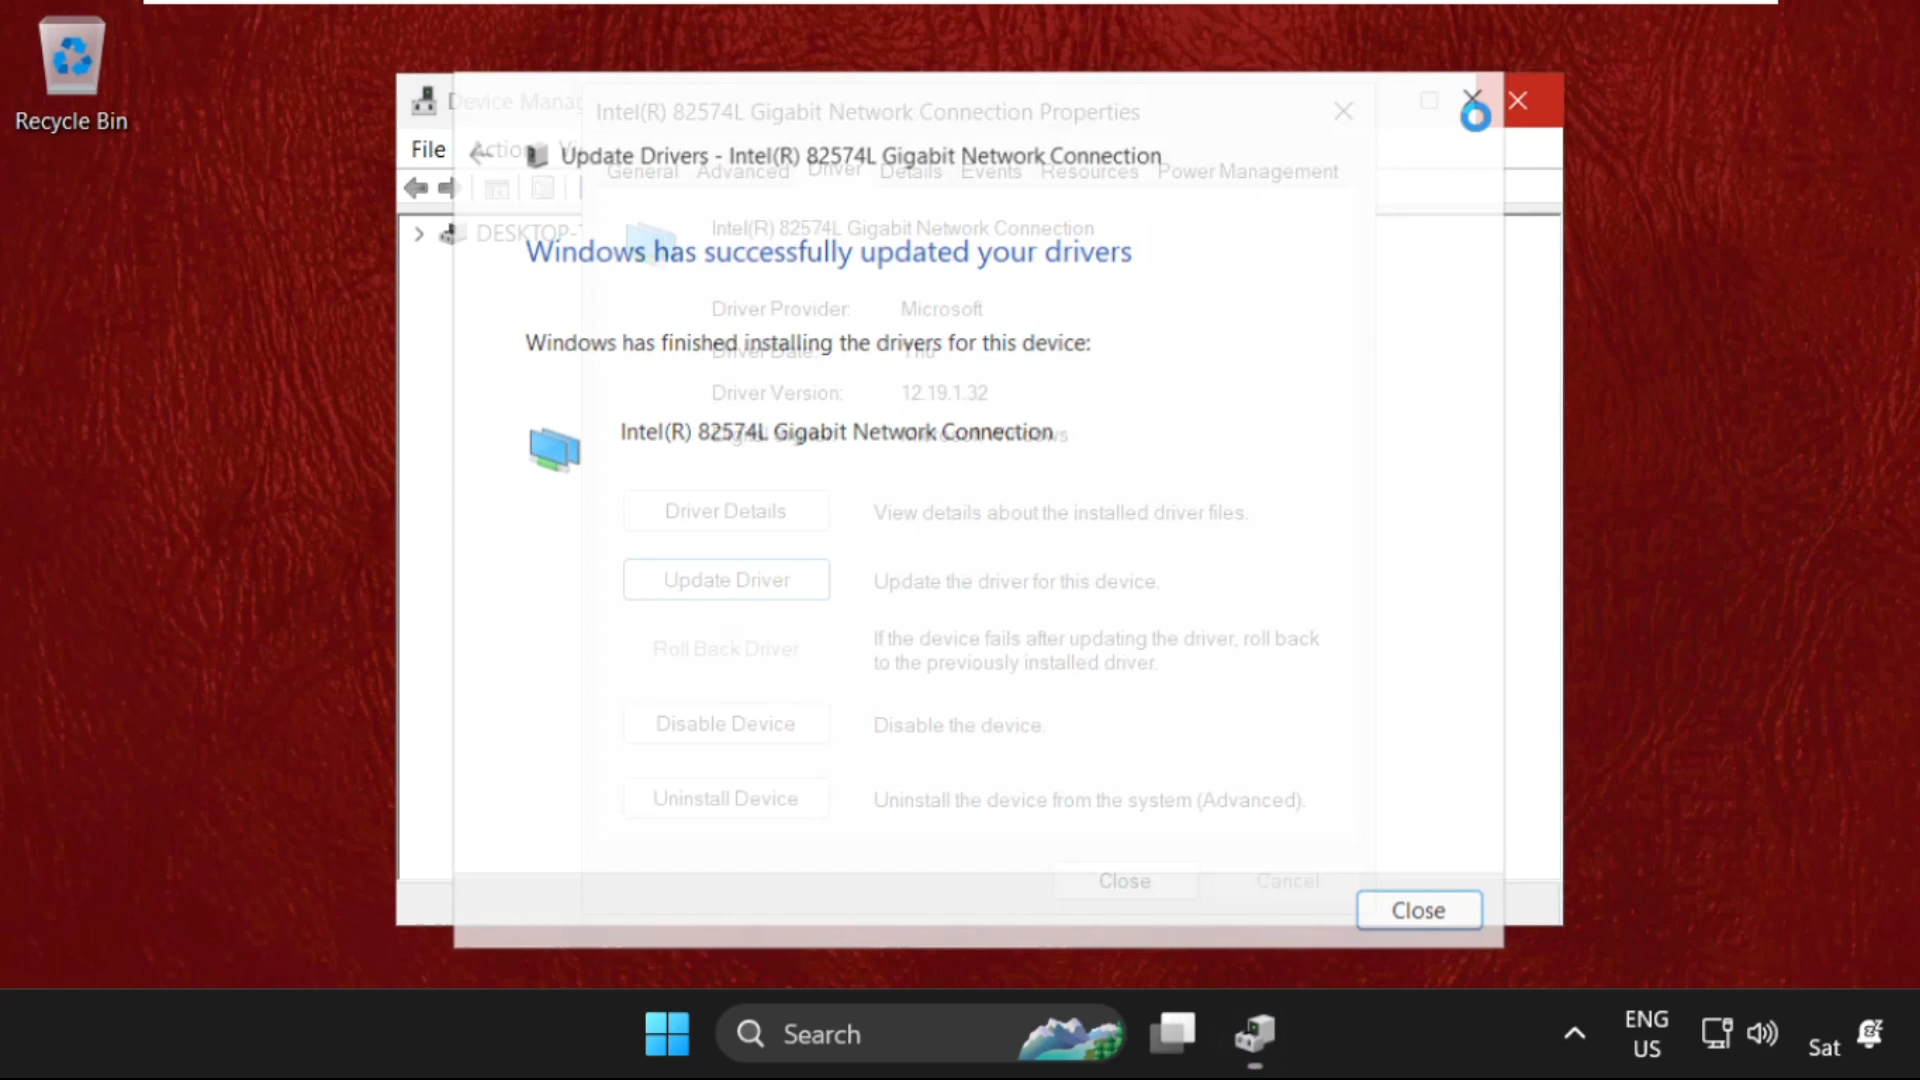 Recycle Bin
Device Manag
Intel(R) 82574L Gigabit Network Connection Properties
File
Action
Vi
Update Drivers - Intel(R) 82574L Gigabit Network Connection
General Advanced Driver Details Events Resources Power Management
DESKTOP-
Intel(R) 82574L Gigabit Network Connection
Windows has successfully updated your drivers
Driver Provider: Microsoft
Windows has finished installing the drivers for this device:
Driver Date: Thu
Driver Version: 12.19.1.32
Intel(R) 82574L Gigabit Network Connection
Driver Details View details about the installed driver files.
Update Driver Update the driver for this device.
Roll Back Driver If the device fails after updating the driver, roll back
to the previously installed driver.
Disable Device Disable the device.
Uninstall Device Uninstall the device from the system (Advanced).
Close Cancel
Close
Search
ENG
US
Sat